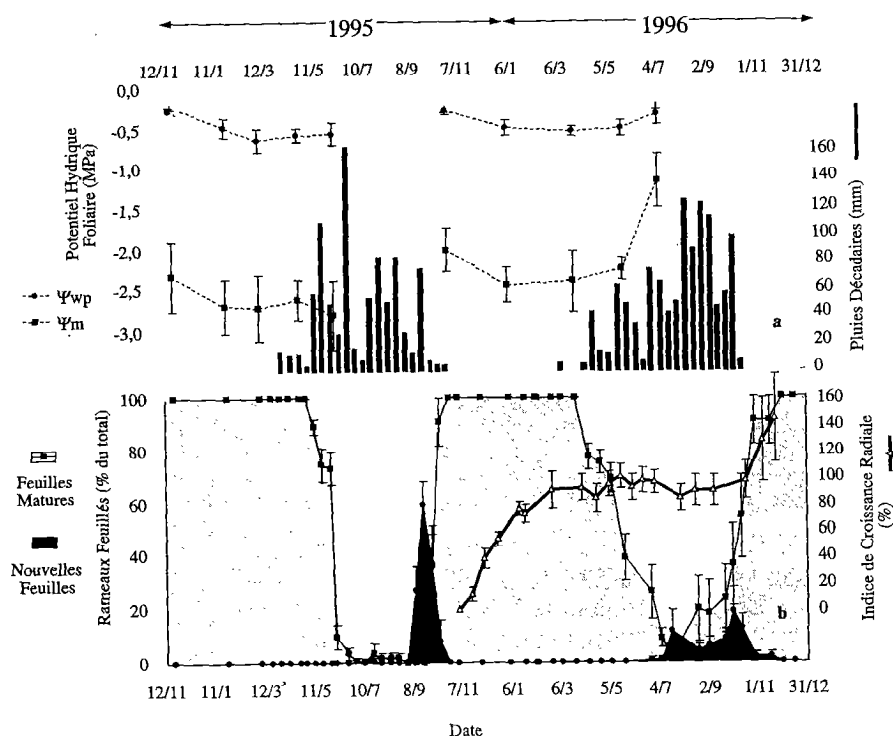 1995 1996
12/11 11/1 12/3 11/5 10/7 8/9 7/11 6/1 6/3 5/5 4/7 2/9 1/11 31/12
Potentiel Hydrique
Foliaire (MPa)
0,0
-0,5
-1,0
-1,5
-2,0
-2,5
-3,0
Ψwp
Ψm
160
140
120
100
80
60
40
20
0
Pluies Décadaires (mm)
a
Feuilles
Matures
Nouvelles
Feuilles
Rameaux Feuillés (% du total)
100
80
60
40
20
0
160
140
120
100
80
60
40
20
0
Indice de Croissance Radiale
(%)
b
12/11 11/1 12/3 11/5 10/7 8/9 7/11 6/1 6/3 5/5 4/7 2/9 1/11 31/12
Date